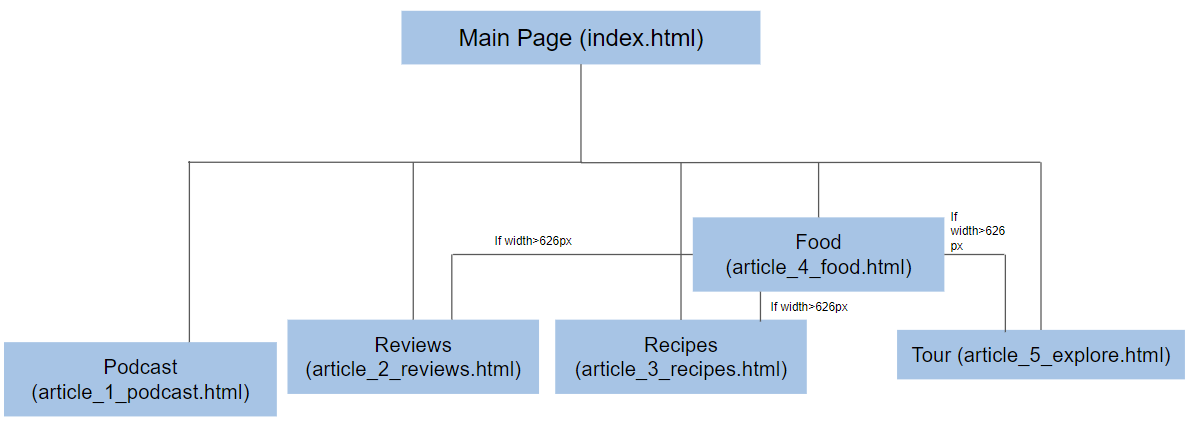 Main Page (index.html)
If
width>626
px
If width>626px
Food
(article_4_food.html)
If width>626px
Reviews
(article_2_reviews.html)
Recipes
(article_3_recipes.html)
Tour (article_5_explore.html)
Podcast
(article_1_podcast.html)